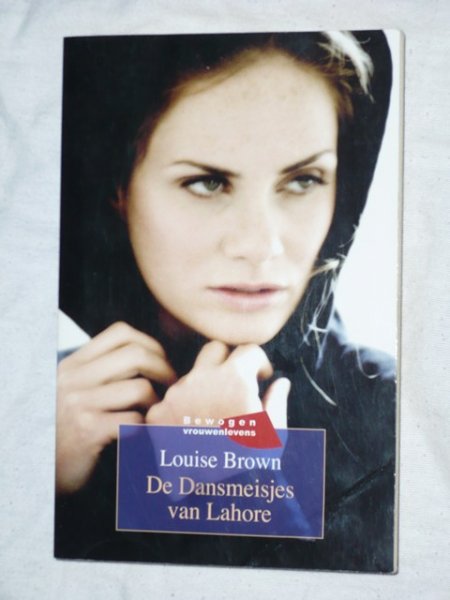 Bewogen
vrouwenlevens
Louise Brown
De Dansmeisjes
van Lahore